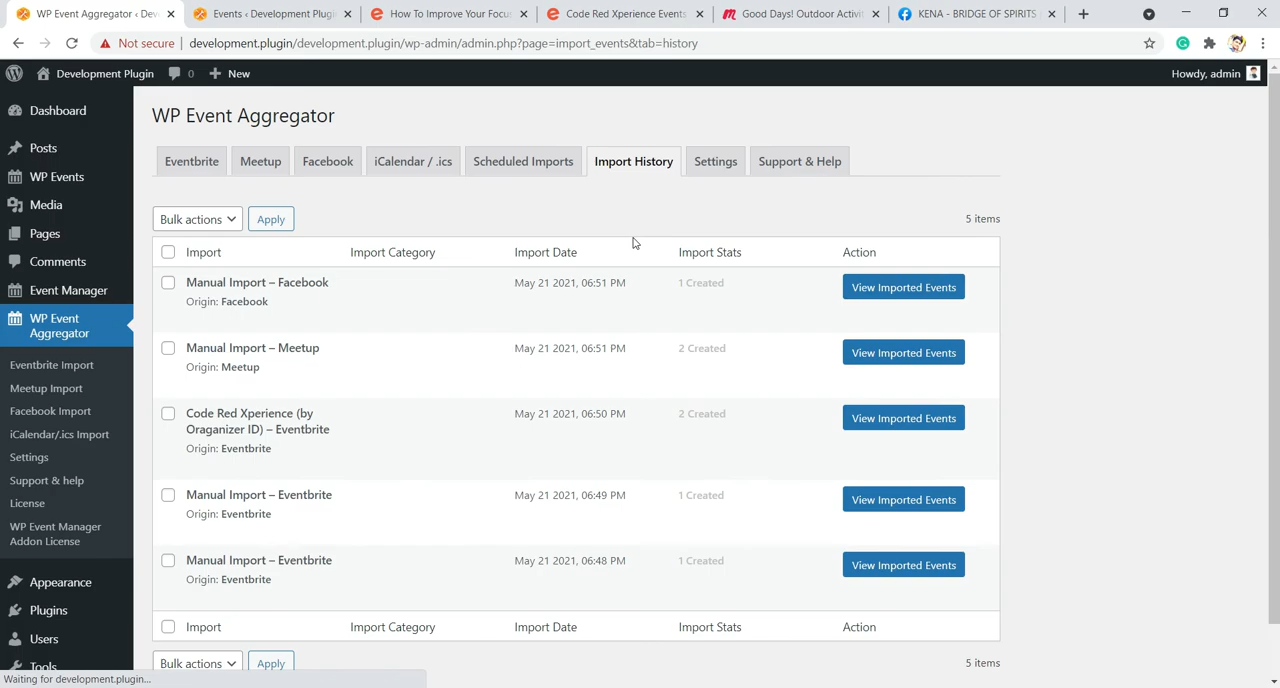 WP Event Aggregator ‹ Dev
Events ‹ Development Plugi
How To Improve Your Focus
Code Red Xperience Events
Good Days! Outdoor Activit
KENA - BRIDGE OF SPIRITS
Not secure | development.plugin/development.plugin/wp-admin/admin.php?page=import_events&tab=history
Development Plugin 0 New Howdy, admin
Dashboard
Posts
WP Events
Media
Pages
Comments
Event Manager
WP Event
Aggregator
Eventbrite Import
Meetup Import
Facebook Import
iCalendar/.ics Import
Settings
Support & help
License
WP Event Manager
Addon License
Appearance
Plugins
Users
Tools
WP Event Aggregator
Eventbrite Meetup Facebook iCalendar / .ics Scheduled Imports Import History Settings Support & Help
Bulk actions Apply 5 items
Import Import Category Import Date Import Stats Action
Manual Import – Facebook May 21 2021, 06:51 PM 1 Created View Imported Events
Origin: Facebook
Manual Import – Meetup May 21 2021, 06:51 PM 2 Created View Imported Events
Origin: Meetup
Code Red Xperience (by May 21 2021, 06:50 PM 2 Created View Imported Events
Oraganizer ID) – Eventbrite
Origin: Eventbrite
Manual Import – Eventbrite May 21 2021, 06:49 PM 1 Created View Imported Events
Origin: Eventbrite
Manual Import – Eventbrite May 21 2021, 06:48 PM 1 Created View Imported Events
Origin: Eventbrite
Import Import Category Import Date Import Stats Action
Bulk actions Apply 5 items
Waiting for development.plugin...